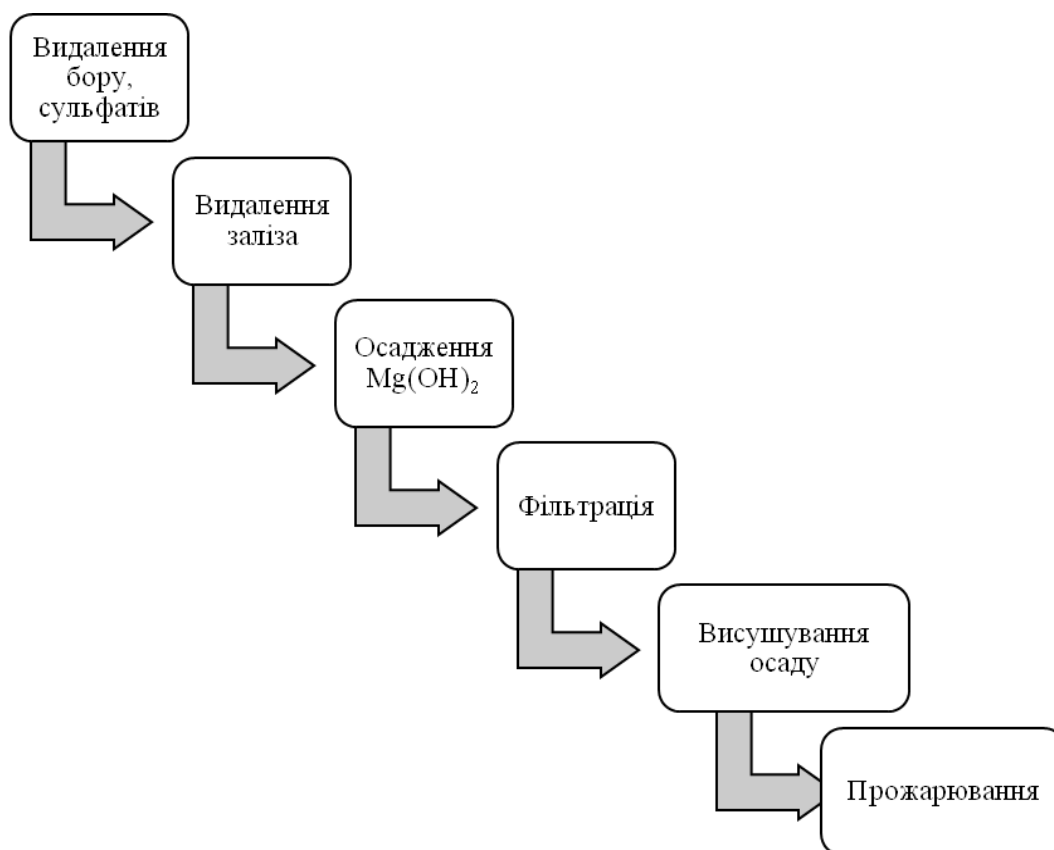 Видалення
бору,
сульфатів
Видалення
заліза
Осадження
Mg(OH)₂
Фільтрація
Висушування
осаду
Прожарювання